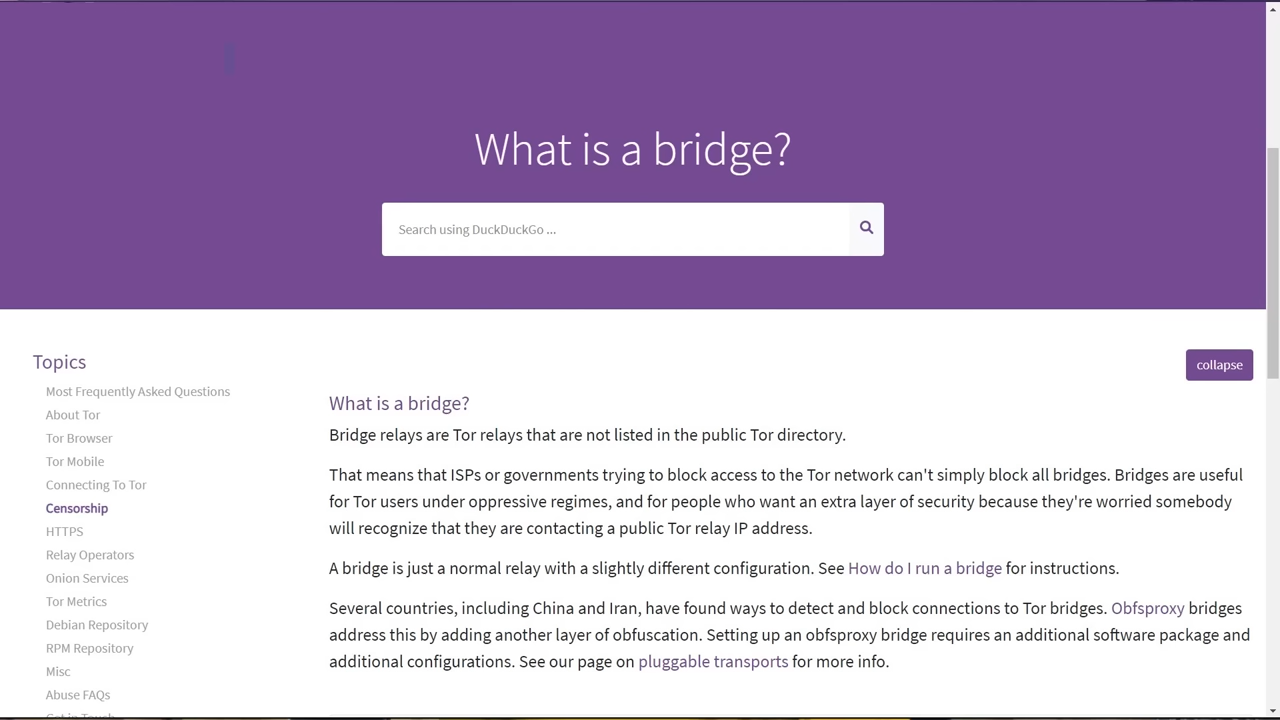 What is a bridge?
Search using DuckDuckGo ...
Topics
Most Frequently Asked Questions
About Tor
Tor Browser
Tor Mobile
Connecting To Tor
Censorship
HTTPS
Relay Operators
Onion Services
Tor Metrics
Debian Repository
RPM Repository
Misc
Abuse FAQs
Get in Touch
collapse
What is a bridge?
Bridge relays are Tor relays that are not listed in the public Tor directory.
That means that ISPs or governments trying to block access to the Tor network can't simply block all bridges. Bridges are useful
for Tor users under oppressive regimes, and for people who want an extra layer of security because they're worried somebody
will recognize that they are contacting a public Tor relay IP address.
A bridge is just a normal relay with a slightly different configuration. See How do I run a bridge for instructions.
Several countries, including China and Iran, have found ways to detect and block connections to Tor bridges. Obfsproxy bridges
address this by adding another layer of obfuscation. Setting up an obfsproxy bridge requires an additional software package and
additional configurations. See our page on pluggable transports for more info.